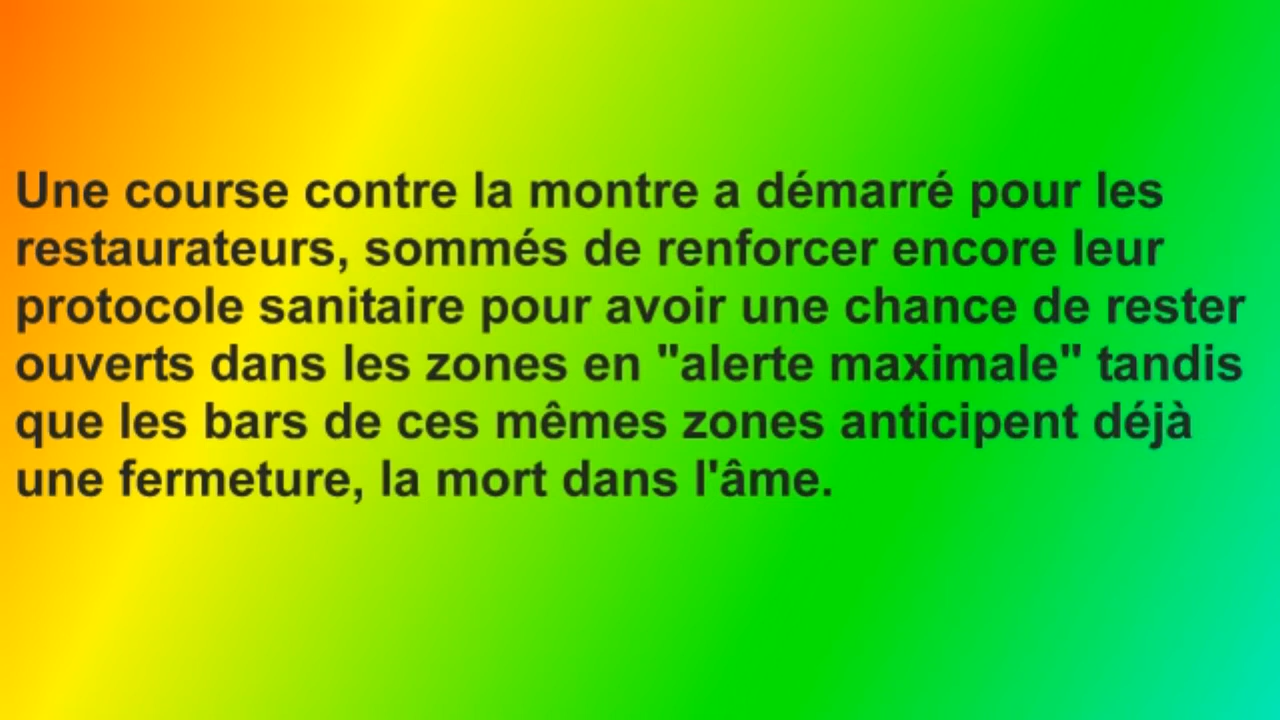 Une course contre la montre a démarré pour les
restaurateurs, sommés de renforcer encore leur
protocole sanitaire pour avoir une chance de rester
ouverts dans les zones en "alerte maximale" tandis
que les bars de ces mêmes zones anticipent déjà
une fermeture, la mort dans l'âme.